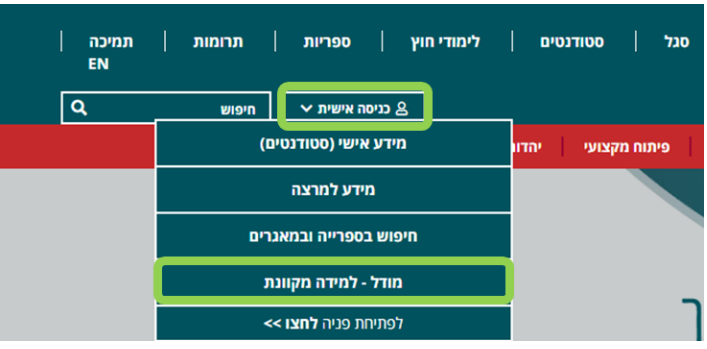 סגל | סטודנטים | לימודי חוץ | ספריות | תרומות | תמיכה |
EN
כניסה אישית
חיפוש
פיתוח מקצועי
מידע אישי (סטודנטים)
מידע למרצה
חיפוש בספרייה ובמאגרים
מודל - למידה מקוונת
לפתיחת פניה לחצו >>